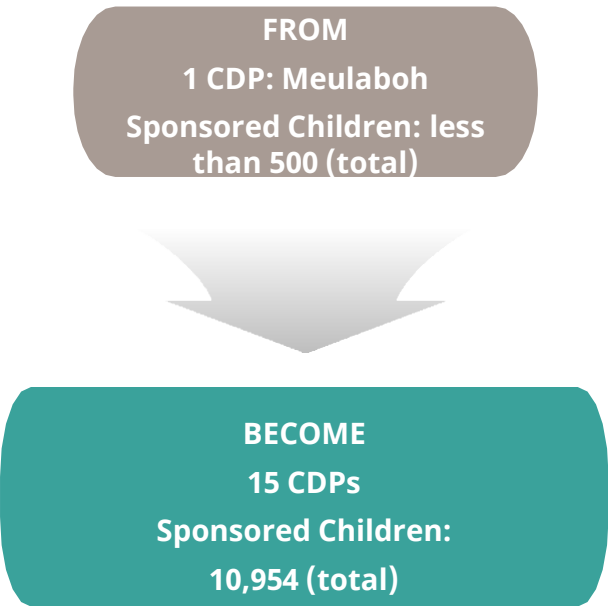 FROM
1 CDP: Meulaboh
Sponsored Children: less
than 500 (total)
BECOME
15 CDPs
Sponsored Children:
10,954 (total)